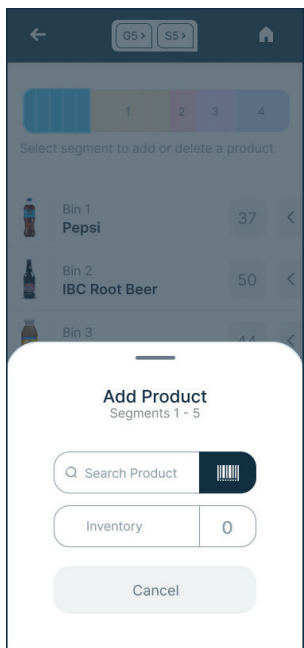 G5 › S5 ›
1 2 3 4
Select segment to add or delete a product
Bin 1
Pepsi
37
Bin 2
IBC Root Beer
50
Bin 3
44
Add Product
Segments 1 - 5
Search Product
Inventory 0
Cancel